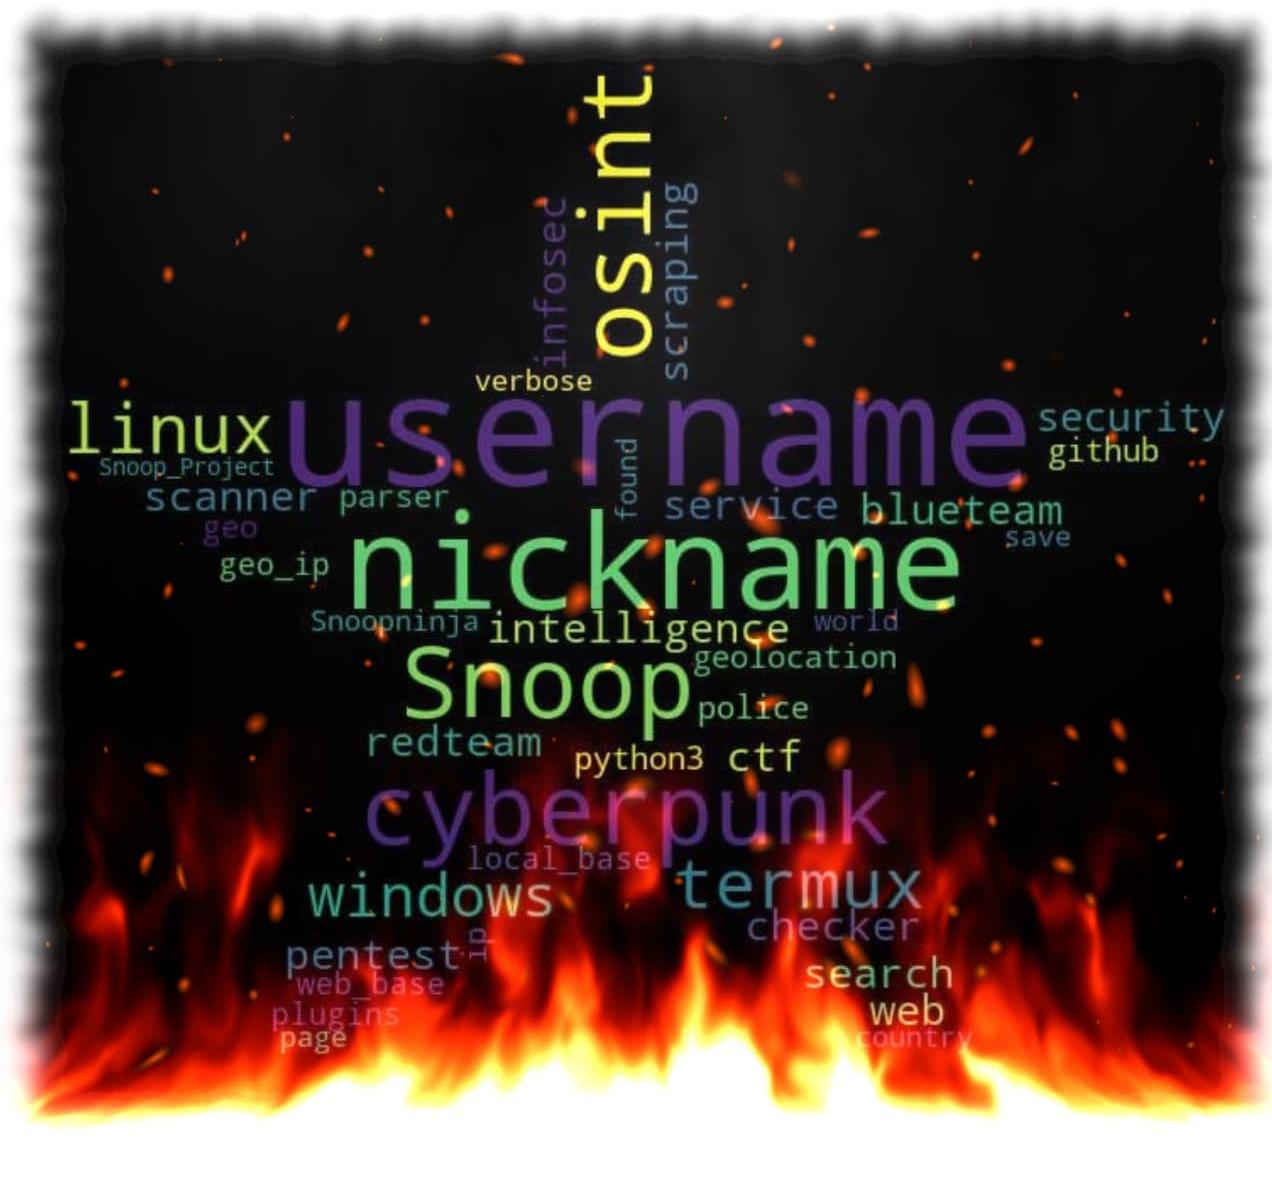 osint
infosec
scraping
verbose
linux
username
security
Snoop_Project
github
found
scanner
parser
service
blueteam
geo
save
geo_ip
nickname
Snoopninja
intelligence
world
Snoop
geolocation
police
redteam
python3
ctf
cyberpunk
local_base
windows
termux
checker
pentest
ip
search
web_base
web
plugins
page
country